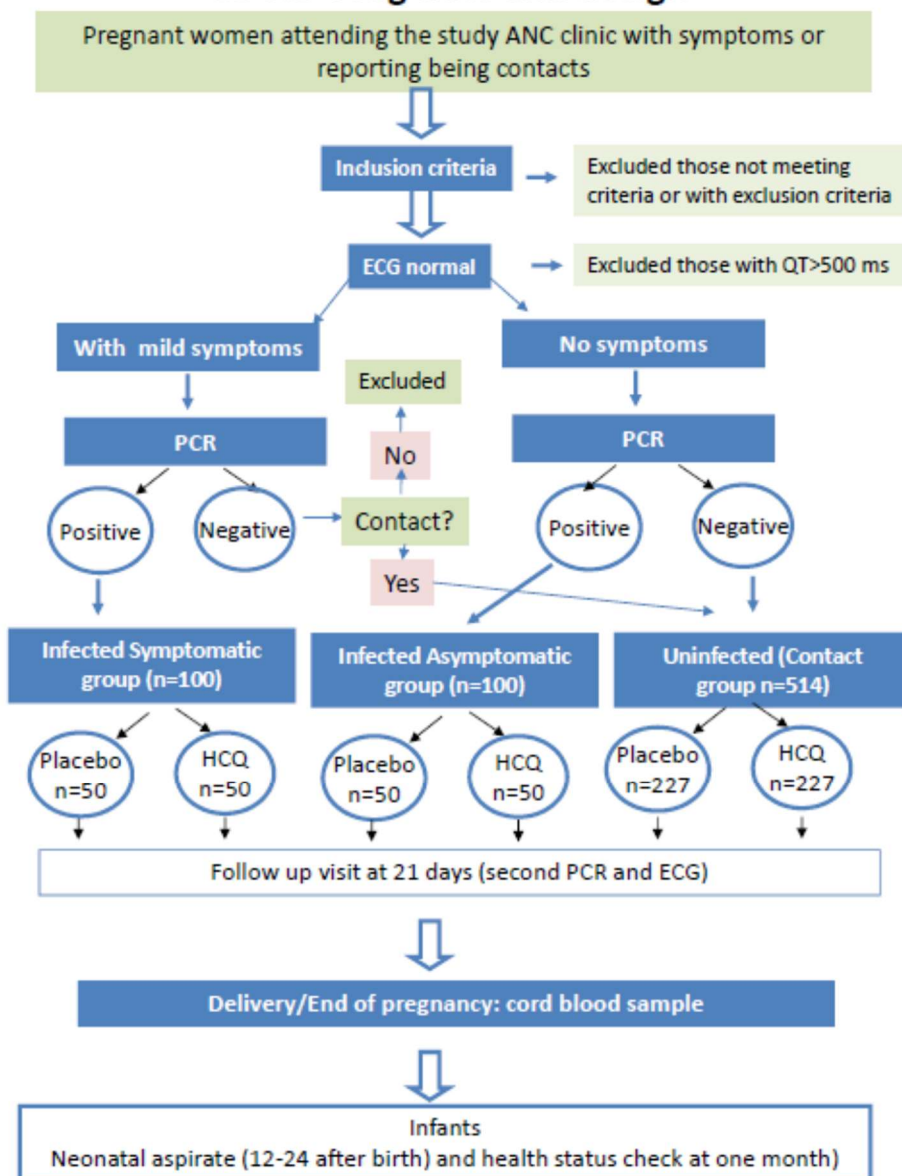 Pregnant women attending the study ANC clinic with symptoms or
reporting being contacts
Inclusion criteria
Excluded those not meeting
criteria or with exclusion criteria
ECG normal
Excluded those with QT>500 ms
With mild symptoms
No symptoms
Excluded
PCR
No
PCR
Positive
Negative
Contact?
Positive
Negative
Yes
Infected Symptomatic
group (n=100)
Infected Asymptomatic
group (n=100)
Uninfected (Contact
group n=514)
Placebo
n=50
HCQ
n=50
Placebo
n=50
HCQ
n=50
Placebo
n=227
HCQ
n=227
Follow up visit at 21 days (second PCR and ECG)
Delivery/End of pregnancy: cord blood sample
Infants
Neonatal aspirate (12-24 after birth) and health status check at one month)